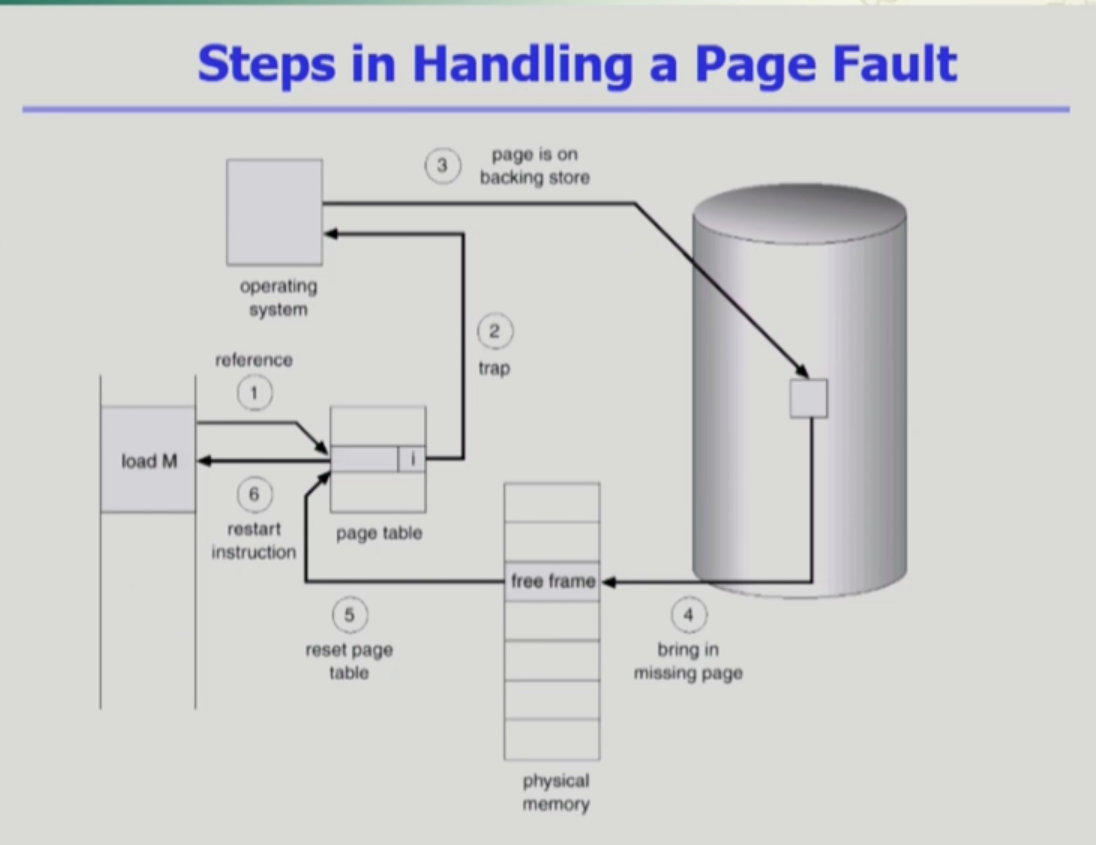 Steps in Handling a Page Fault
3
page is on
backing store
operating
system
2
trap
reference
1
load M
i
6
restart
instruction
page table
free frame
5
reset page
table
4
bring in
missing page
physical
memory